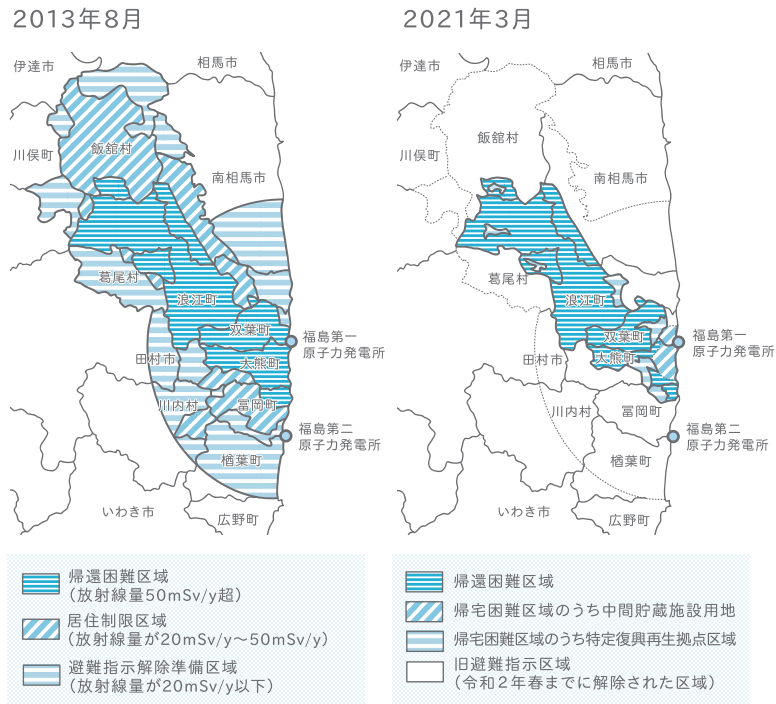 2013年8月
伊達市
相馬市
飯舘村
川俣町
南相馬市
葛尾村
浪江町
双葉町
福島第一
原子力発電所
田村市
大熊町
川内村
富岡町
福島第二
原子力発電所
楢葉町
いわき市
広野町
帰還困難区域
(放射線量50mSv/y超)
居住制限区域
(放射線量が20mSv/y〜50mSv/y)
避難指示解除準備区域
(放射線量が20mSv/y以下)
2021年3月
伊達市
相馬市
飯舘村
川俣町
南相馬市
葛尾村
浪江町
双葉町
福島第一
原子力発電所
田村市
大熊町
川内村
冨岡町
福島第二
原子力発電所
楢葉町
いわき市
広野町
帰還困難区域
帰宅困難区域のうち中間貯蔵施設用地
帰宅困難区域のうち特定復興再生拠点区域
旧避難指示区域
(令和２年春までに解除された区域)